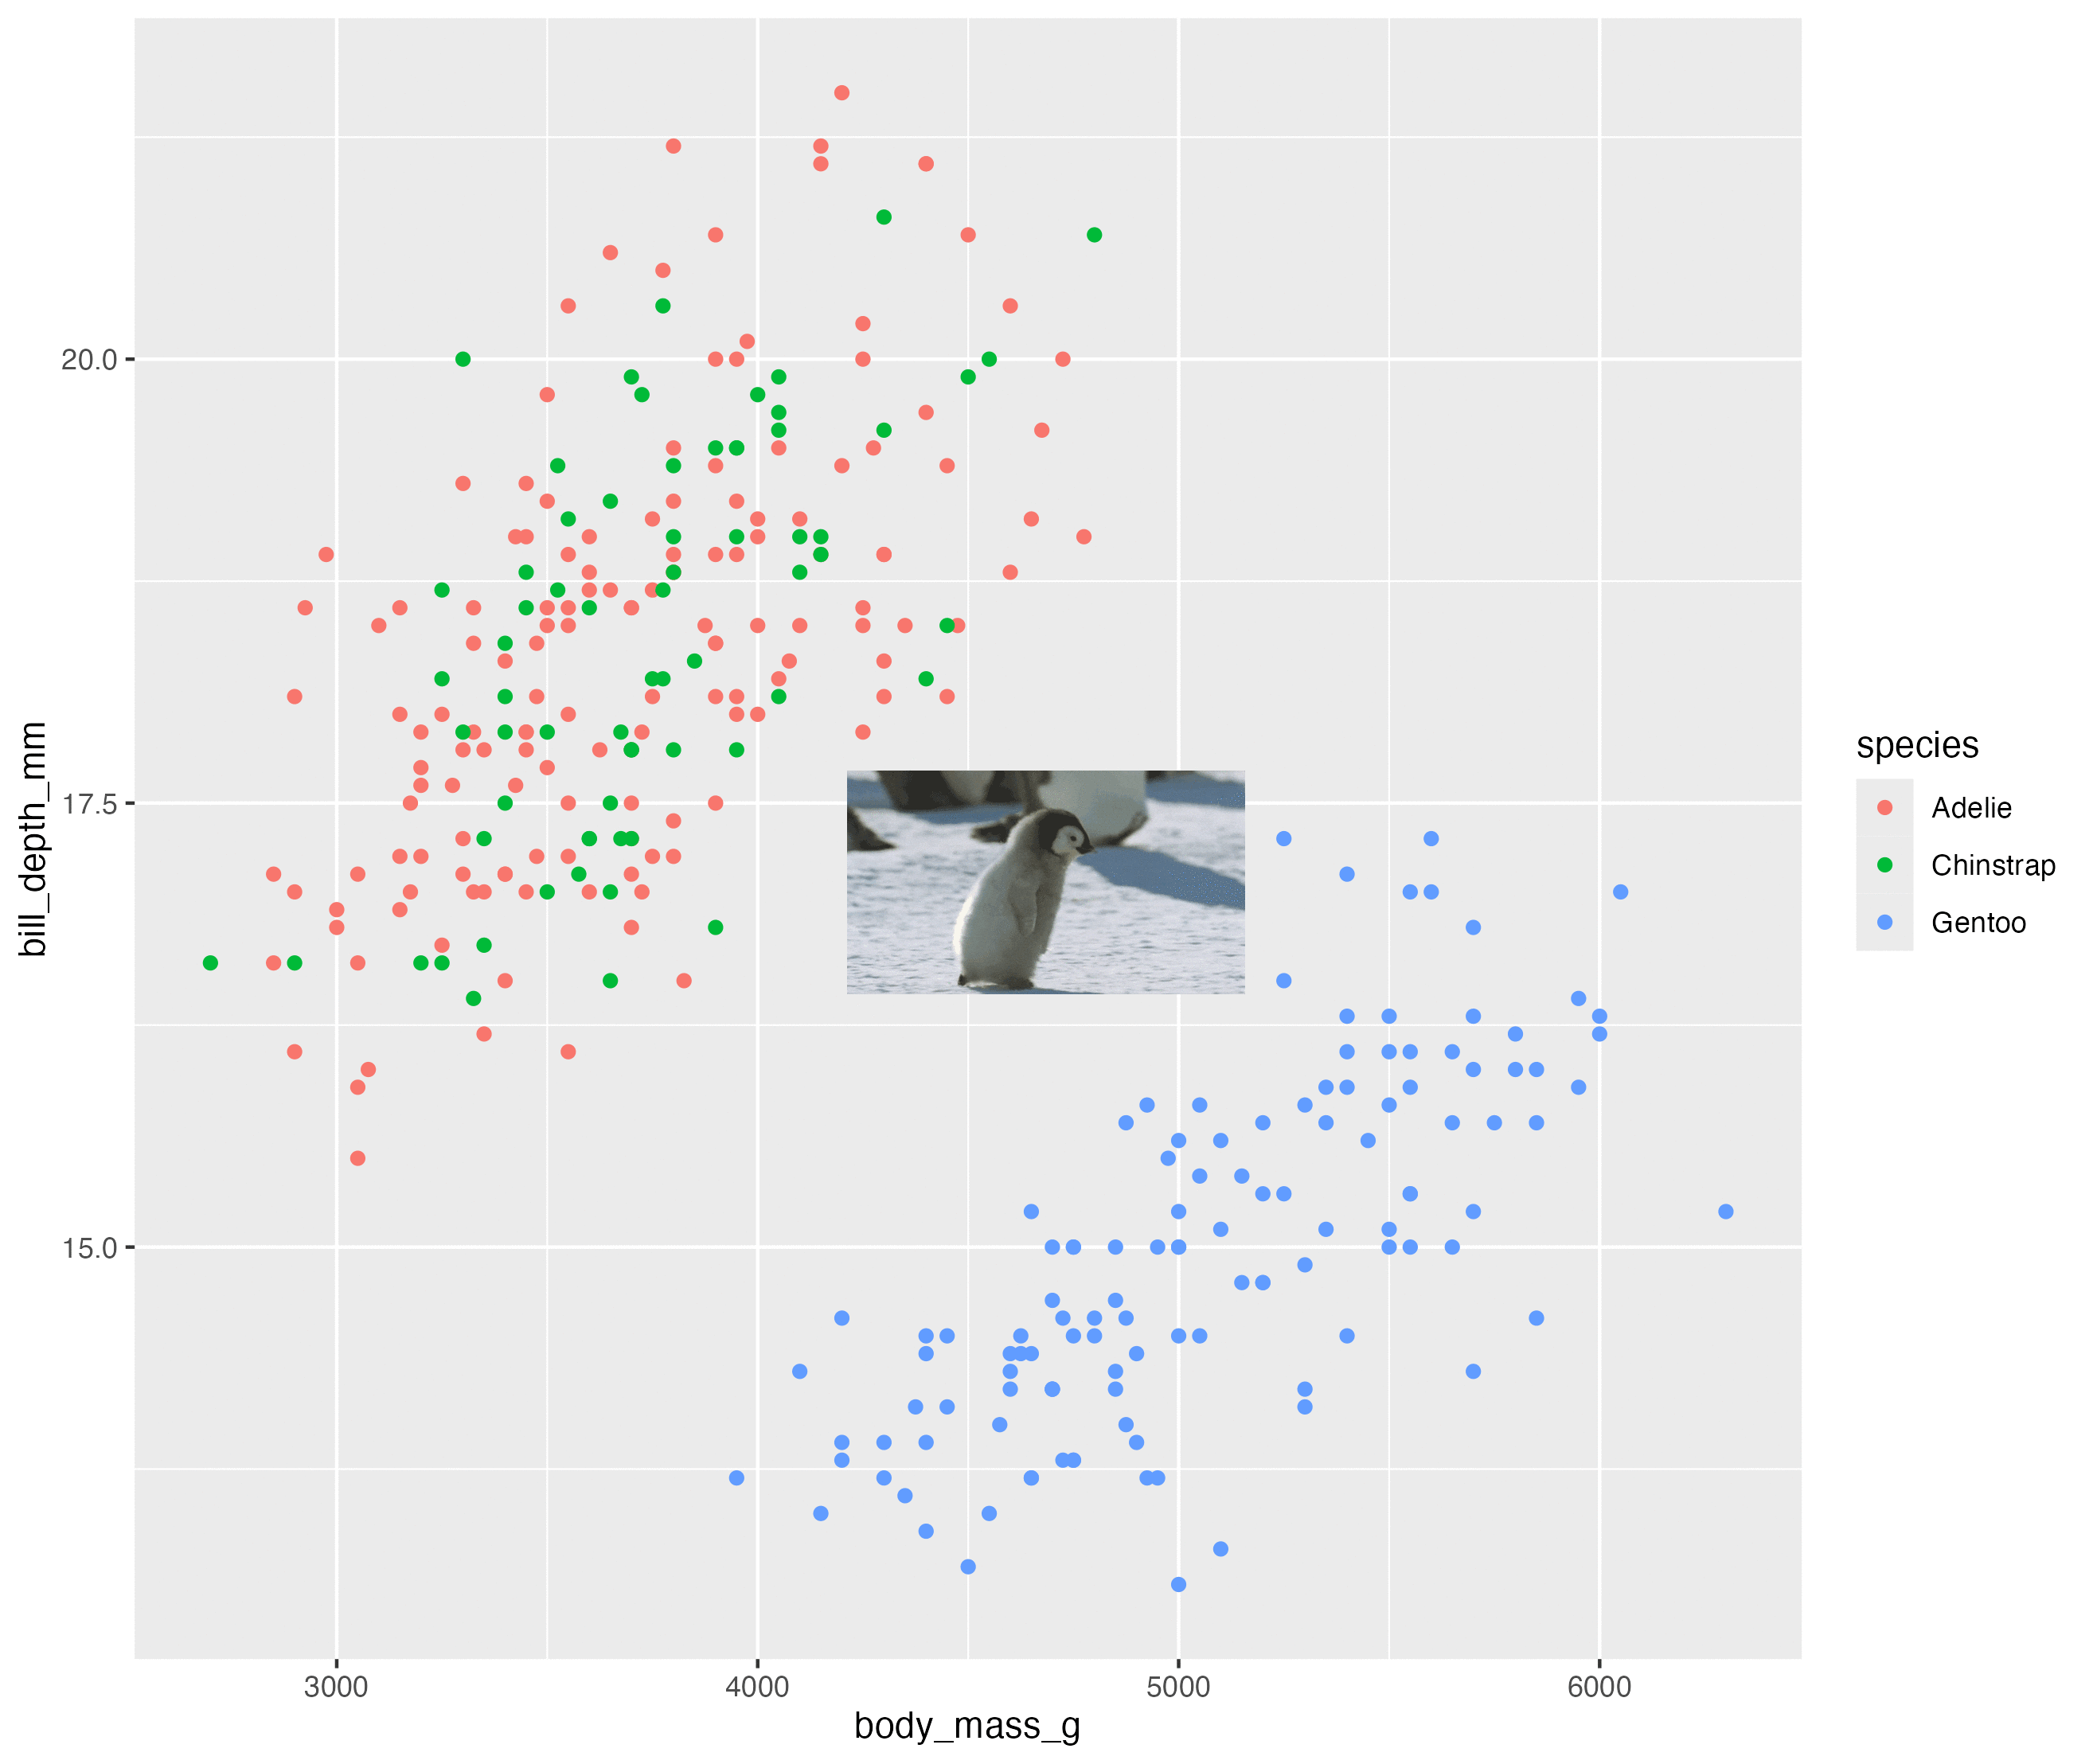 bill_depth_mm
20.0
17.5
15.0
3000 4000 5000 6000
body_mass_g
species
Adelie
Chinstrap
Gentoo